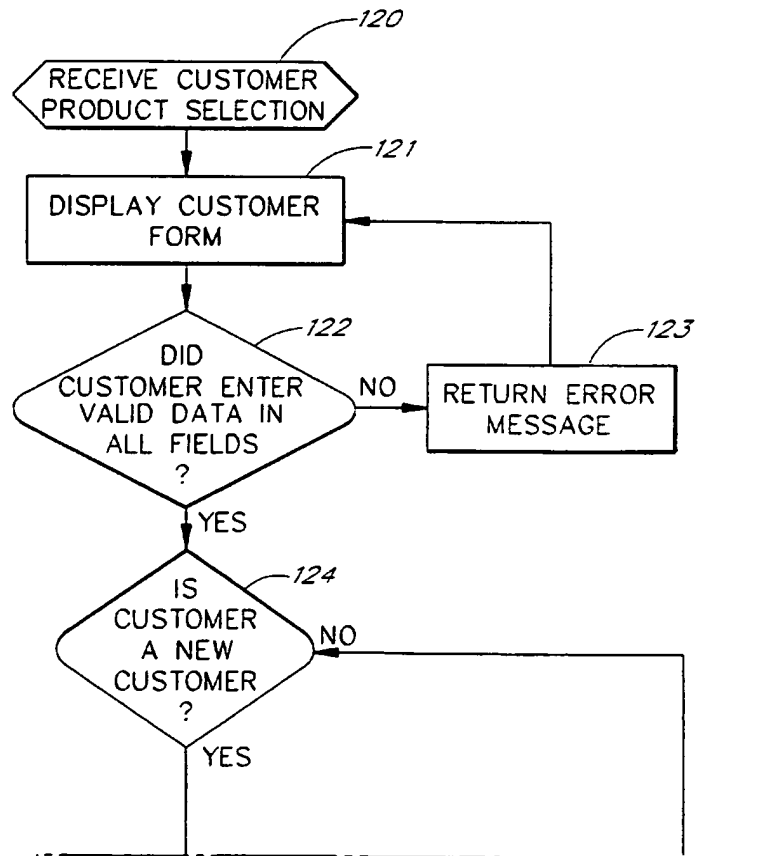 120
RECEIVE CUSTOMER
PRODUCT SELECTION
121
DISPLAY CUSTOMER
FORM
122
DID
CUSTOMER ENTER
VALID DATA IN
ALL FIELDS
?
NO
123
RETURN ERROR
MESSAGE
YES
124
IS
CUSTOMER
A NEW
CUSTOMER
?
NO
YES